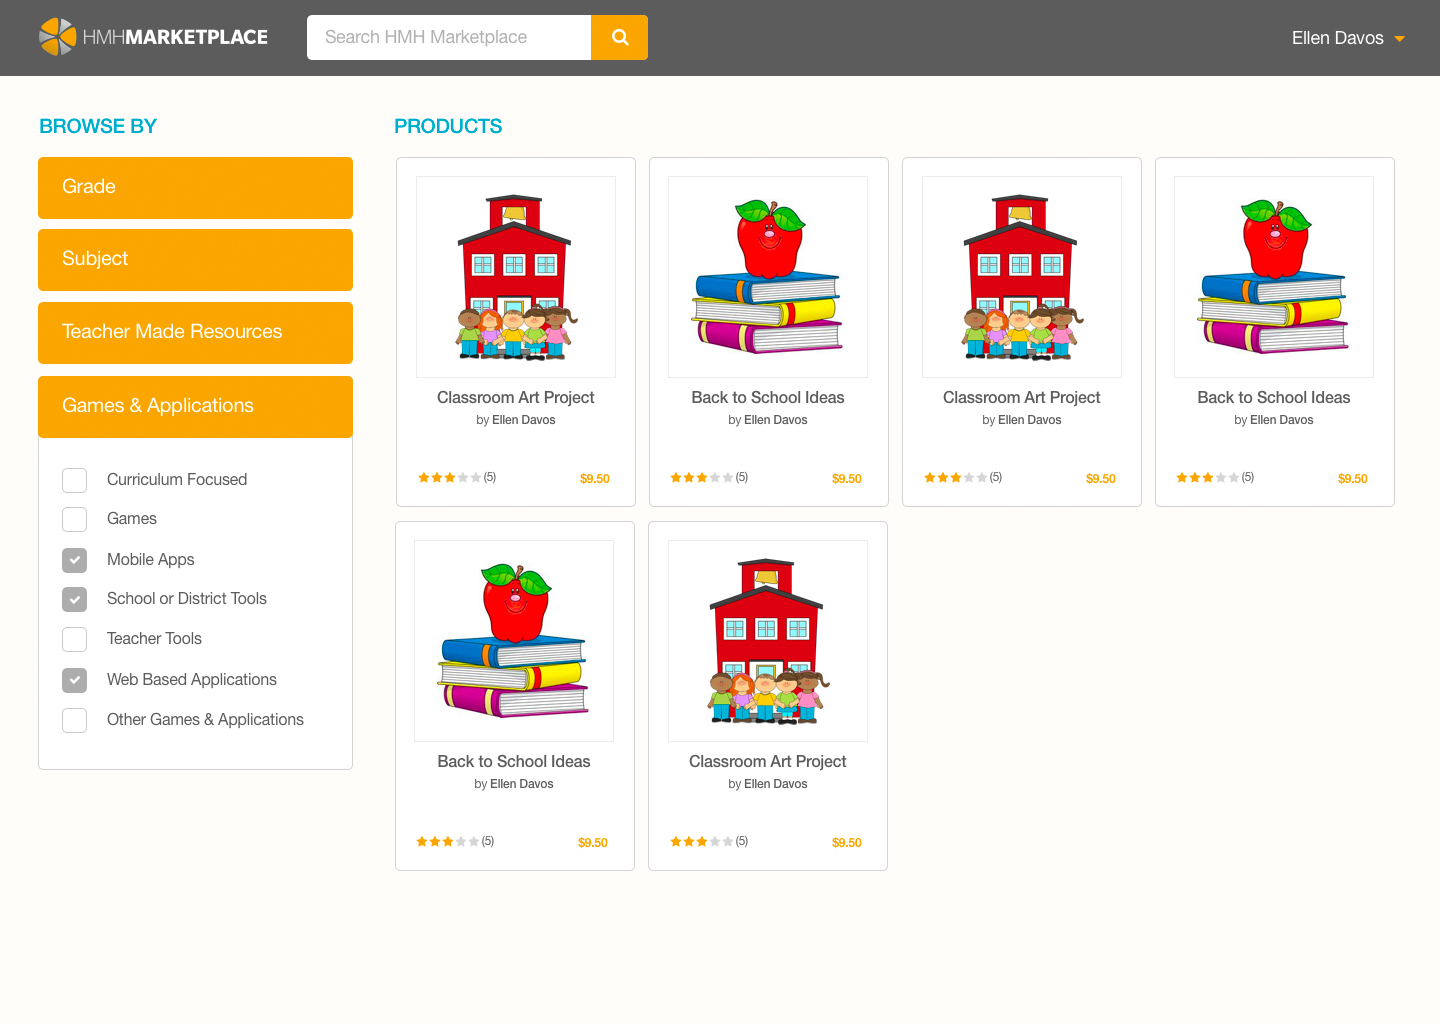 HMHMARKETPLACE
Search HMH Marketplace
Ellen Davos
BROWSE BY
Grade
Subject
Teacher Made Resources
Games & Applications
Curriculum Focused
Games
Mobile Apps
School or District Tools
Teacher Tools
Web Based Applications
Other Games & Applications
PRODUCTS
Classroom Art Project
by Ellen Davos
(5)
$9.50
Back to School Ideas
by Ellen Davos
(5)
$9.50
Classroom Art Project
by Ellen Davos
(5)
$9.50
Back to School Ideas
by Ellen Davos
(5)
$9.50
Back to School Ideas
by Ellen Davos
(5)
$9.50
Classroom Art Project
by Ellen Davos
(5)
$9.50